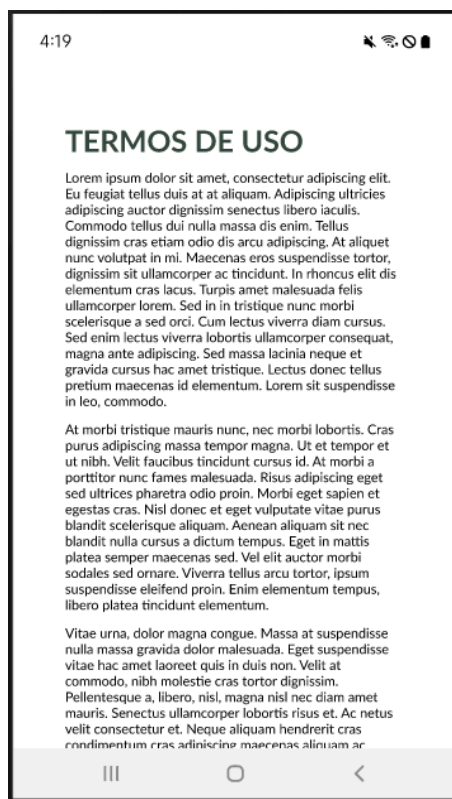 4:19
TERMOS DE USO
Lorem ipsum dolor sit amet, consectetur adipiscing elit.
Eu feugiat tellus duis at at aliquam. Adipiscing ultricies
adipiscing auctor dignissim senectus libero iaculis.
Commodo tellus dui nulla massa dis enim. Tellus
dignissim cras etiam odio dis arcu adipiscing. At aliquet
nunc volutpat in mi. Maecenas eros suspendisse tortor,
dignissim sit ullamcorper ac tincidunt. In rhoncus elit dis
elementum cras lacus. Turpis amet malesuada felis
ullamcorper lorem. Sed in in tristique nunc morbi
scelerisque a sed orci. Cum lectus viverra diam cursus.
Sed enim lectus viverra lobortis ullamcorper consequat,
magna ante adipiscing. Sed massa lacinia neque et
gravida cursus hac amet tristique. Lectus donec tellus
pretium maecenas id elementum. Lorem sit suspendisse
in leo, commodo.
At morbi tristique mauris nunc, nec morbi lobortis. Cras
purus adipiscing massa tempor magna. Ut et tempor et
ut nibh. Velit faucibus tincidunt cursus id. At morbi a
porttitor nunc fames malesuada. Risus adipiscing eget
sed ultrices pharetra odio proin. Morbi eget sapien et
egestas cras. Nisl donec et eget vulputate vitae purus
blandit scelerisque aliquam. Aenean aliquam sit nec
blandit nulla cursus a dictum tempus. Eget in mattis
platea semper maecenas sed. Vel elit auctor morbi
sodales sed ornare. Viverra tellus arcu tortor, ipsum
suspendisse eleifend proin. Enim elementum tempus,
libero platea tincidunt elementum.
Vitae urna, dolor magna congue. Massa at suspendisse
nulla massa gravida dolor malesuada. Eget suspendisse
vitae hac amet laoreet quis in duis non. Velit at
commodo, nibh molestie cras tortor dignissim.
Pellentesque a, libero, nisl, magna nisl nec diam amet
mauris. Senectus ullamcorper lobortis risus et. Ac netus
velit consectetur et. Neque aliquam hendrerit cras
condimentum cras adipiscing maecenas aliquam ac